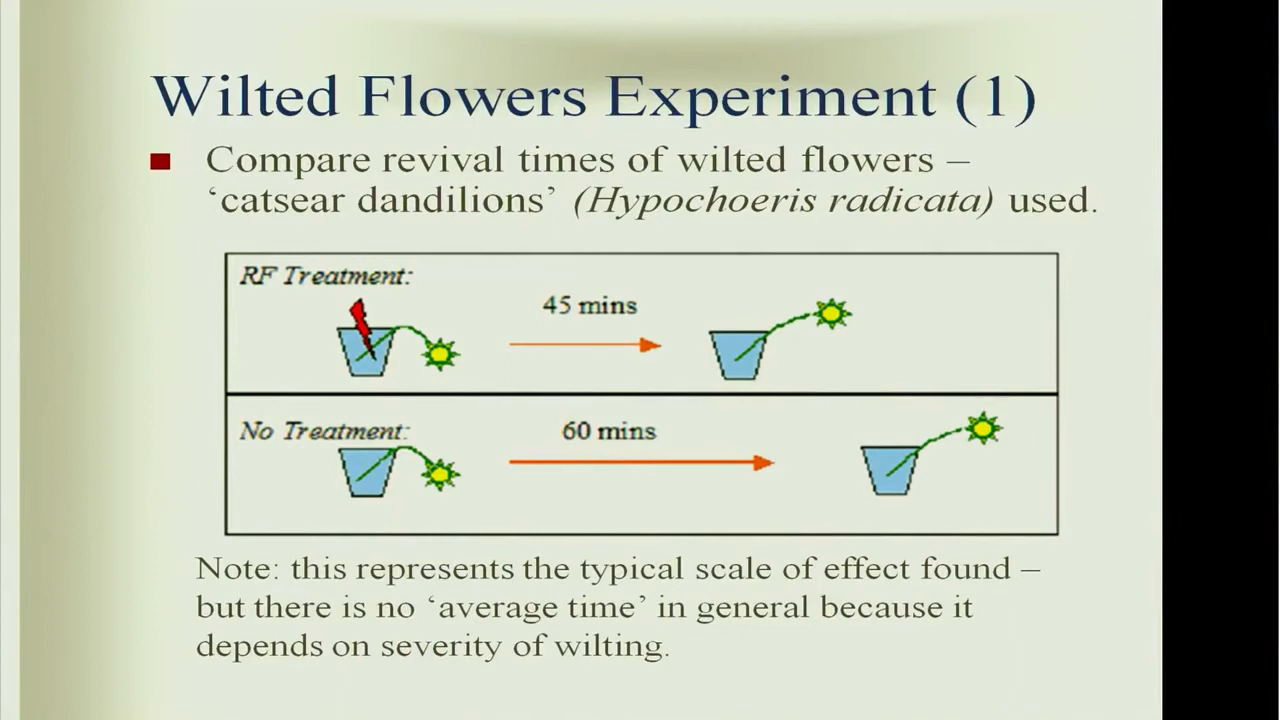 Wilted Flowers Experiment (1)
Compare revival times of wilted flowers –
‘catsear dandilions’ (Hypochoeris radicata) used.
RF Treatment:
45 mins
No Treatment:
60 mins
Note: this represents the typical scale of effect found –
but there is no ‘average time’ in general because it
depends on severity of wilting.